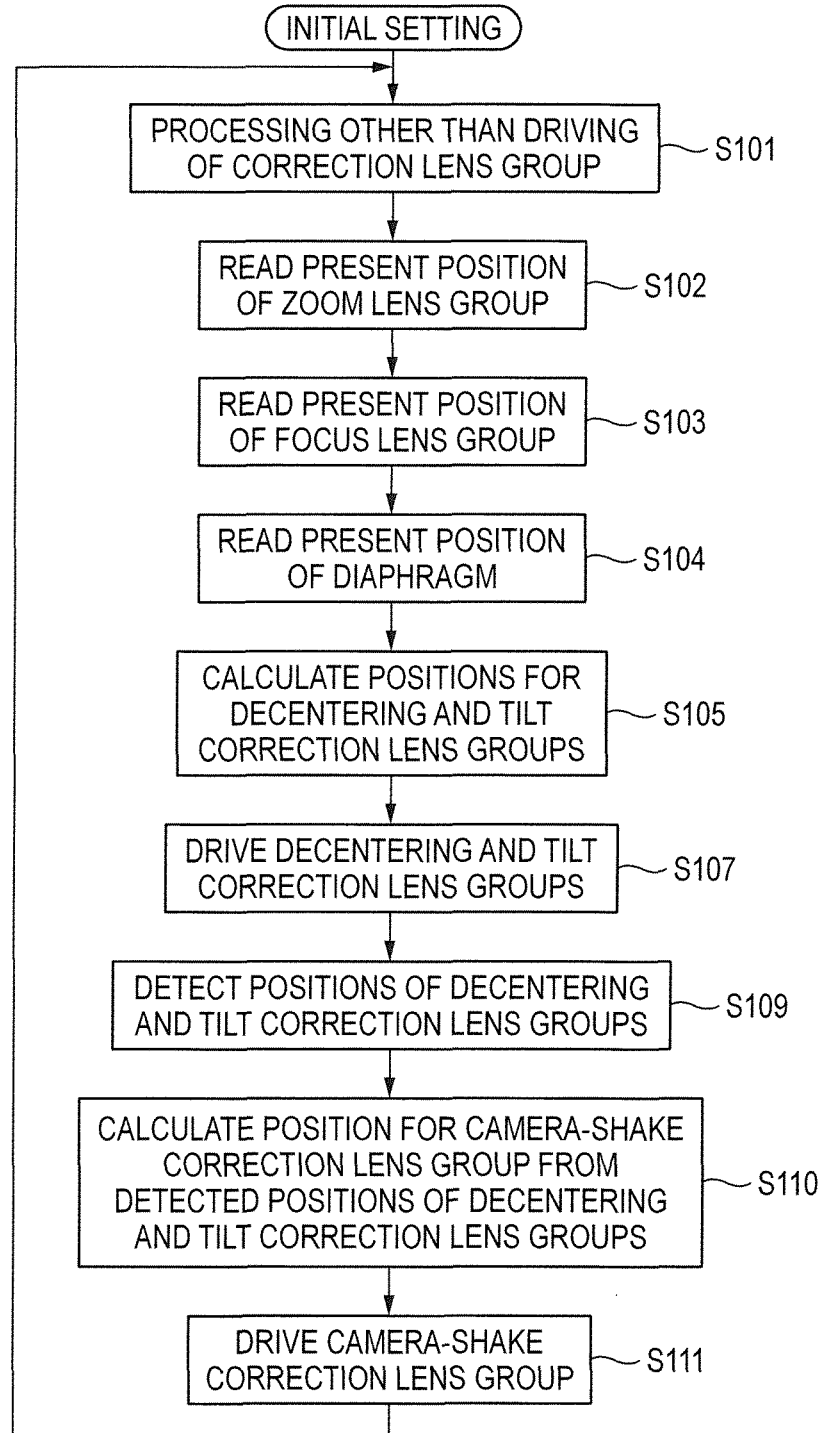 INITIAL SETTING
PROCESSING OTHER THAN DRIVING
OF CORRECTION LENS GROUP
S101
READ PRESENT POSITION
OF ZOOM LENS GROUP
S102
READ PRESENT POSITION
OF FOCUS LENS GROUP
S103
READ PRESENT POSITION
OF DIAPHRAGM
S104
CALCULATE POSITIONS FOR
DECENTERING AND TILT
CORRECTION LENS GROUPS
S105
DRIVE DECENTERING AND TILT
CORRECTION LENS GROUPS
S107
DETECT POSITIONS OF DECENTERING
AND TILT CORRECTION LENS GROUPS
S109
CALCULATE POSITION FOR CAMERA-SHAKE
CORRECTION LENS GROUP FROM
DETECTED POSITIONS OF DECENTERING
AND TILT CORRECTION LENS GROUPS
S110
DRIVE CAMERA-SHAKE
CORRECTION LENS GROUP
S111